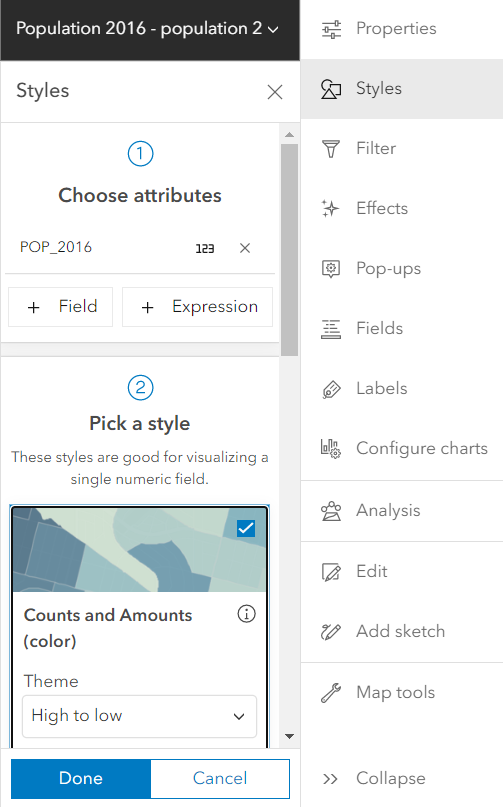 Population 2016 - population 2
Styles
1
Choose attributes
POP_2016 123
+ Field + Expression
2
Pick a style
These styles are good for visualizing a
single numeric field.
Counts and Amounts
(color)
Theme
High to low
Done Cancel
Properties
Styles
Filter
Effects
Pop-ups
Fields
Labels
Configure charts
Analysis
Edit
Add sketch
Map tools
Collapse